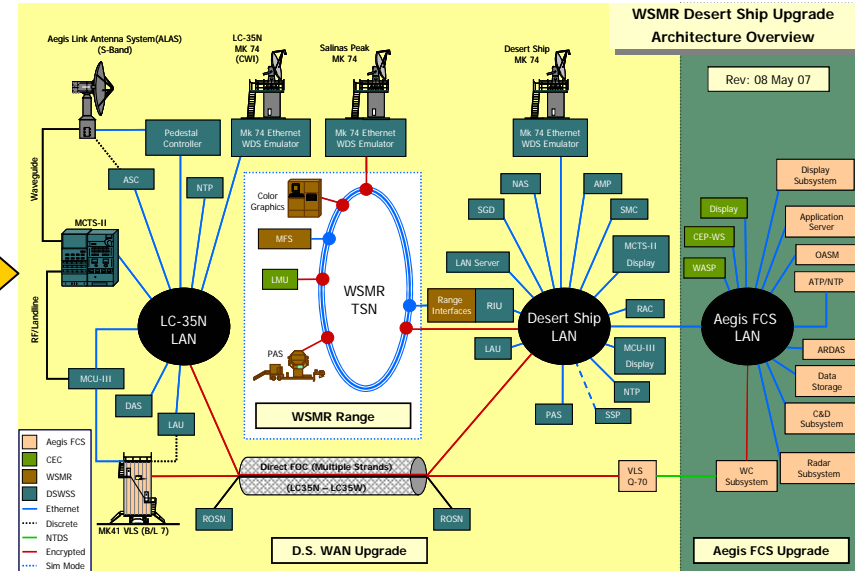 WSMR Desert Ship Upgrade
Architecture Overview
Rev: 08 May 07
Aegis Link Antenna System(ALAS)
(S-Band)
LC-35N
MK 74
(CWI)
Salinas Peak
MK 74
Desert Ship
MK 74
Pedestal
Controller
Mk 74 Ethernet
WDS Emulator
Mk 74 Ethernet
WDS Emulator
Mk 74 Ethernet
WDS Emulator
Waveguide
ASC
NTP
MCTS-II
RF/Landline
LC-35N
LAN
MCU-III
DAS
LAU
MK41 VLS (B/L 7)
Color
Graphics
MFS
LMU
PAS
WSMR
TSN
WSMR Range
NAS
AMP
SGD
SMC
LAN Server
MCTS-II
Display
Range
Interfaces
RIU
Desert Ship
LAN
RAC
LAU
MCU-III
Display
NTP
PAS
SSP
Display
CEP-WS
WASP
Aegis FCS
LAN
Display
Subsystem
Application
Server
OASM
ATP/NTP
ARDAS
Data
Storage
C&D
Subsystem
Radar
Subsystem
WC
Subsystem
VLS
Q-70
Direct FOC (Multiple Strands)
(LC35N – LC35W)
ROSN
ROSN
D.S. WAN Upgrade
Aegis FCS Upgrade
Aegis FCS
CEC
WSMR
DSWSS
Ethernet
Discrete
NTDS
Encrypted
Sim Mode